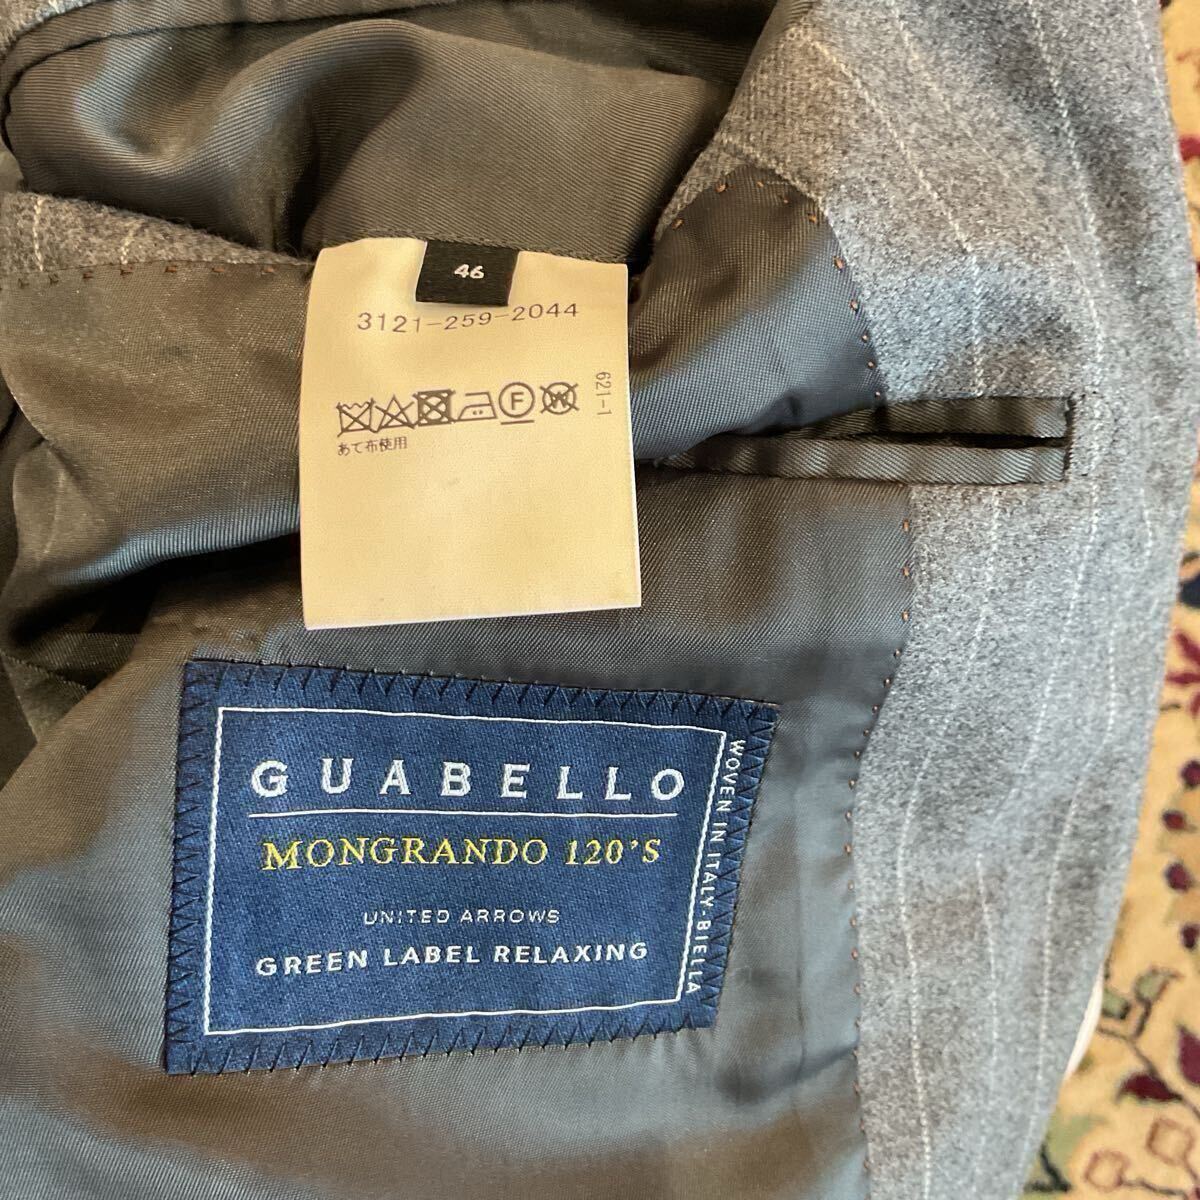 46
3121-259-2044
621-1
F
W
あて布使用
GUABELLO
MONGRANDO 120'S
UNITED ARROWS
GREEN LABEL RELAXING
WOVEN IN ITALY-BIELLA